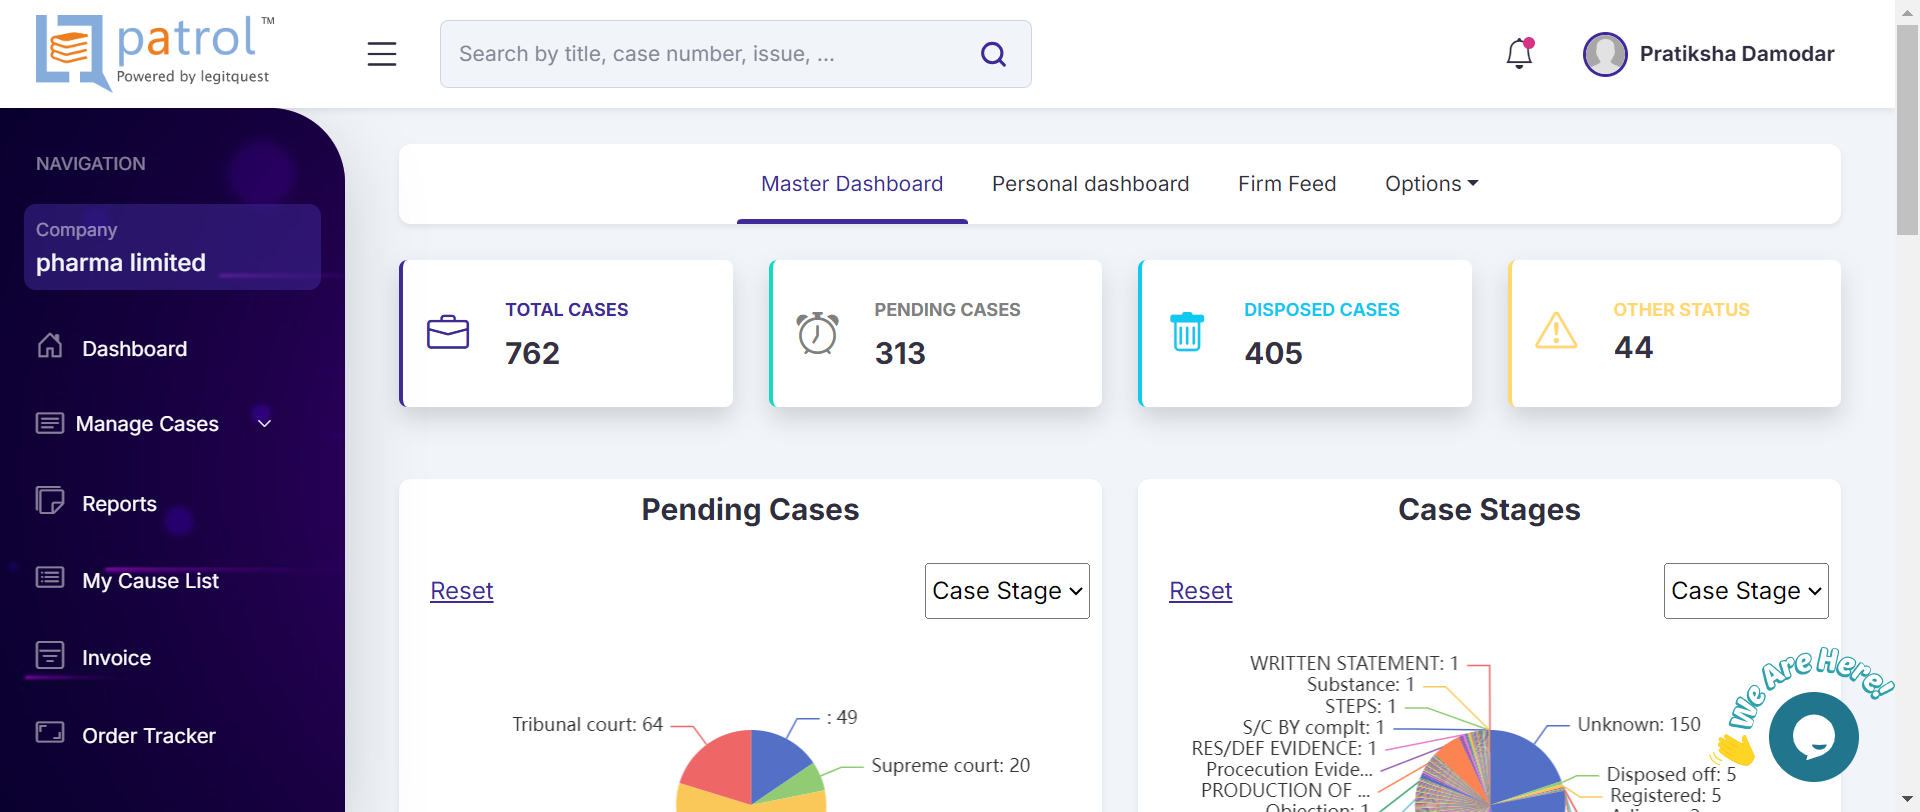 patrol ™
Powered by legitquest
Search by title, case number, issue, ...
Pratiksha Damodar
NAVIGATION
Company
pharma limited
Dashboard
Manage Cases
Reports
My Cause List
Invoice
Order Tracker
Master Dashboard
Personal dashboard
Firm Feed
Options
TOTAL CASES
762
PENDING CASES
313
DISPOSED CASES
405
OTHER STATUS
44
Pending Cases
Reset
Case Stage
Tribunal court: 64
: 49
Supreme court: 20
Case Stages
Reset
Case Stage
WRITTEN STATEMENT: 1
Substance: 1
STEPS: 1
S/C BY complt: 1
RES/DEF EVIDENCE: 1
Procecution Evide...
PRODUCTION OF ...
Objection: 1
Unknown: 150
Disposed off: 5
Registered: 5
We Are Here!